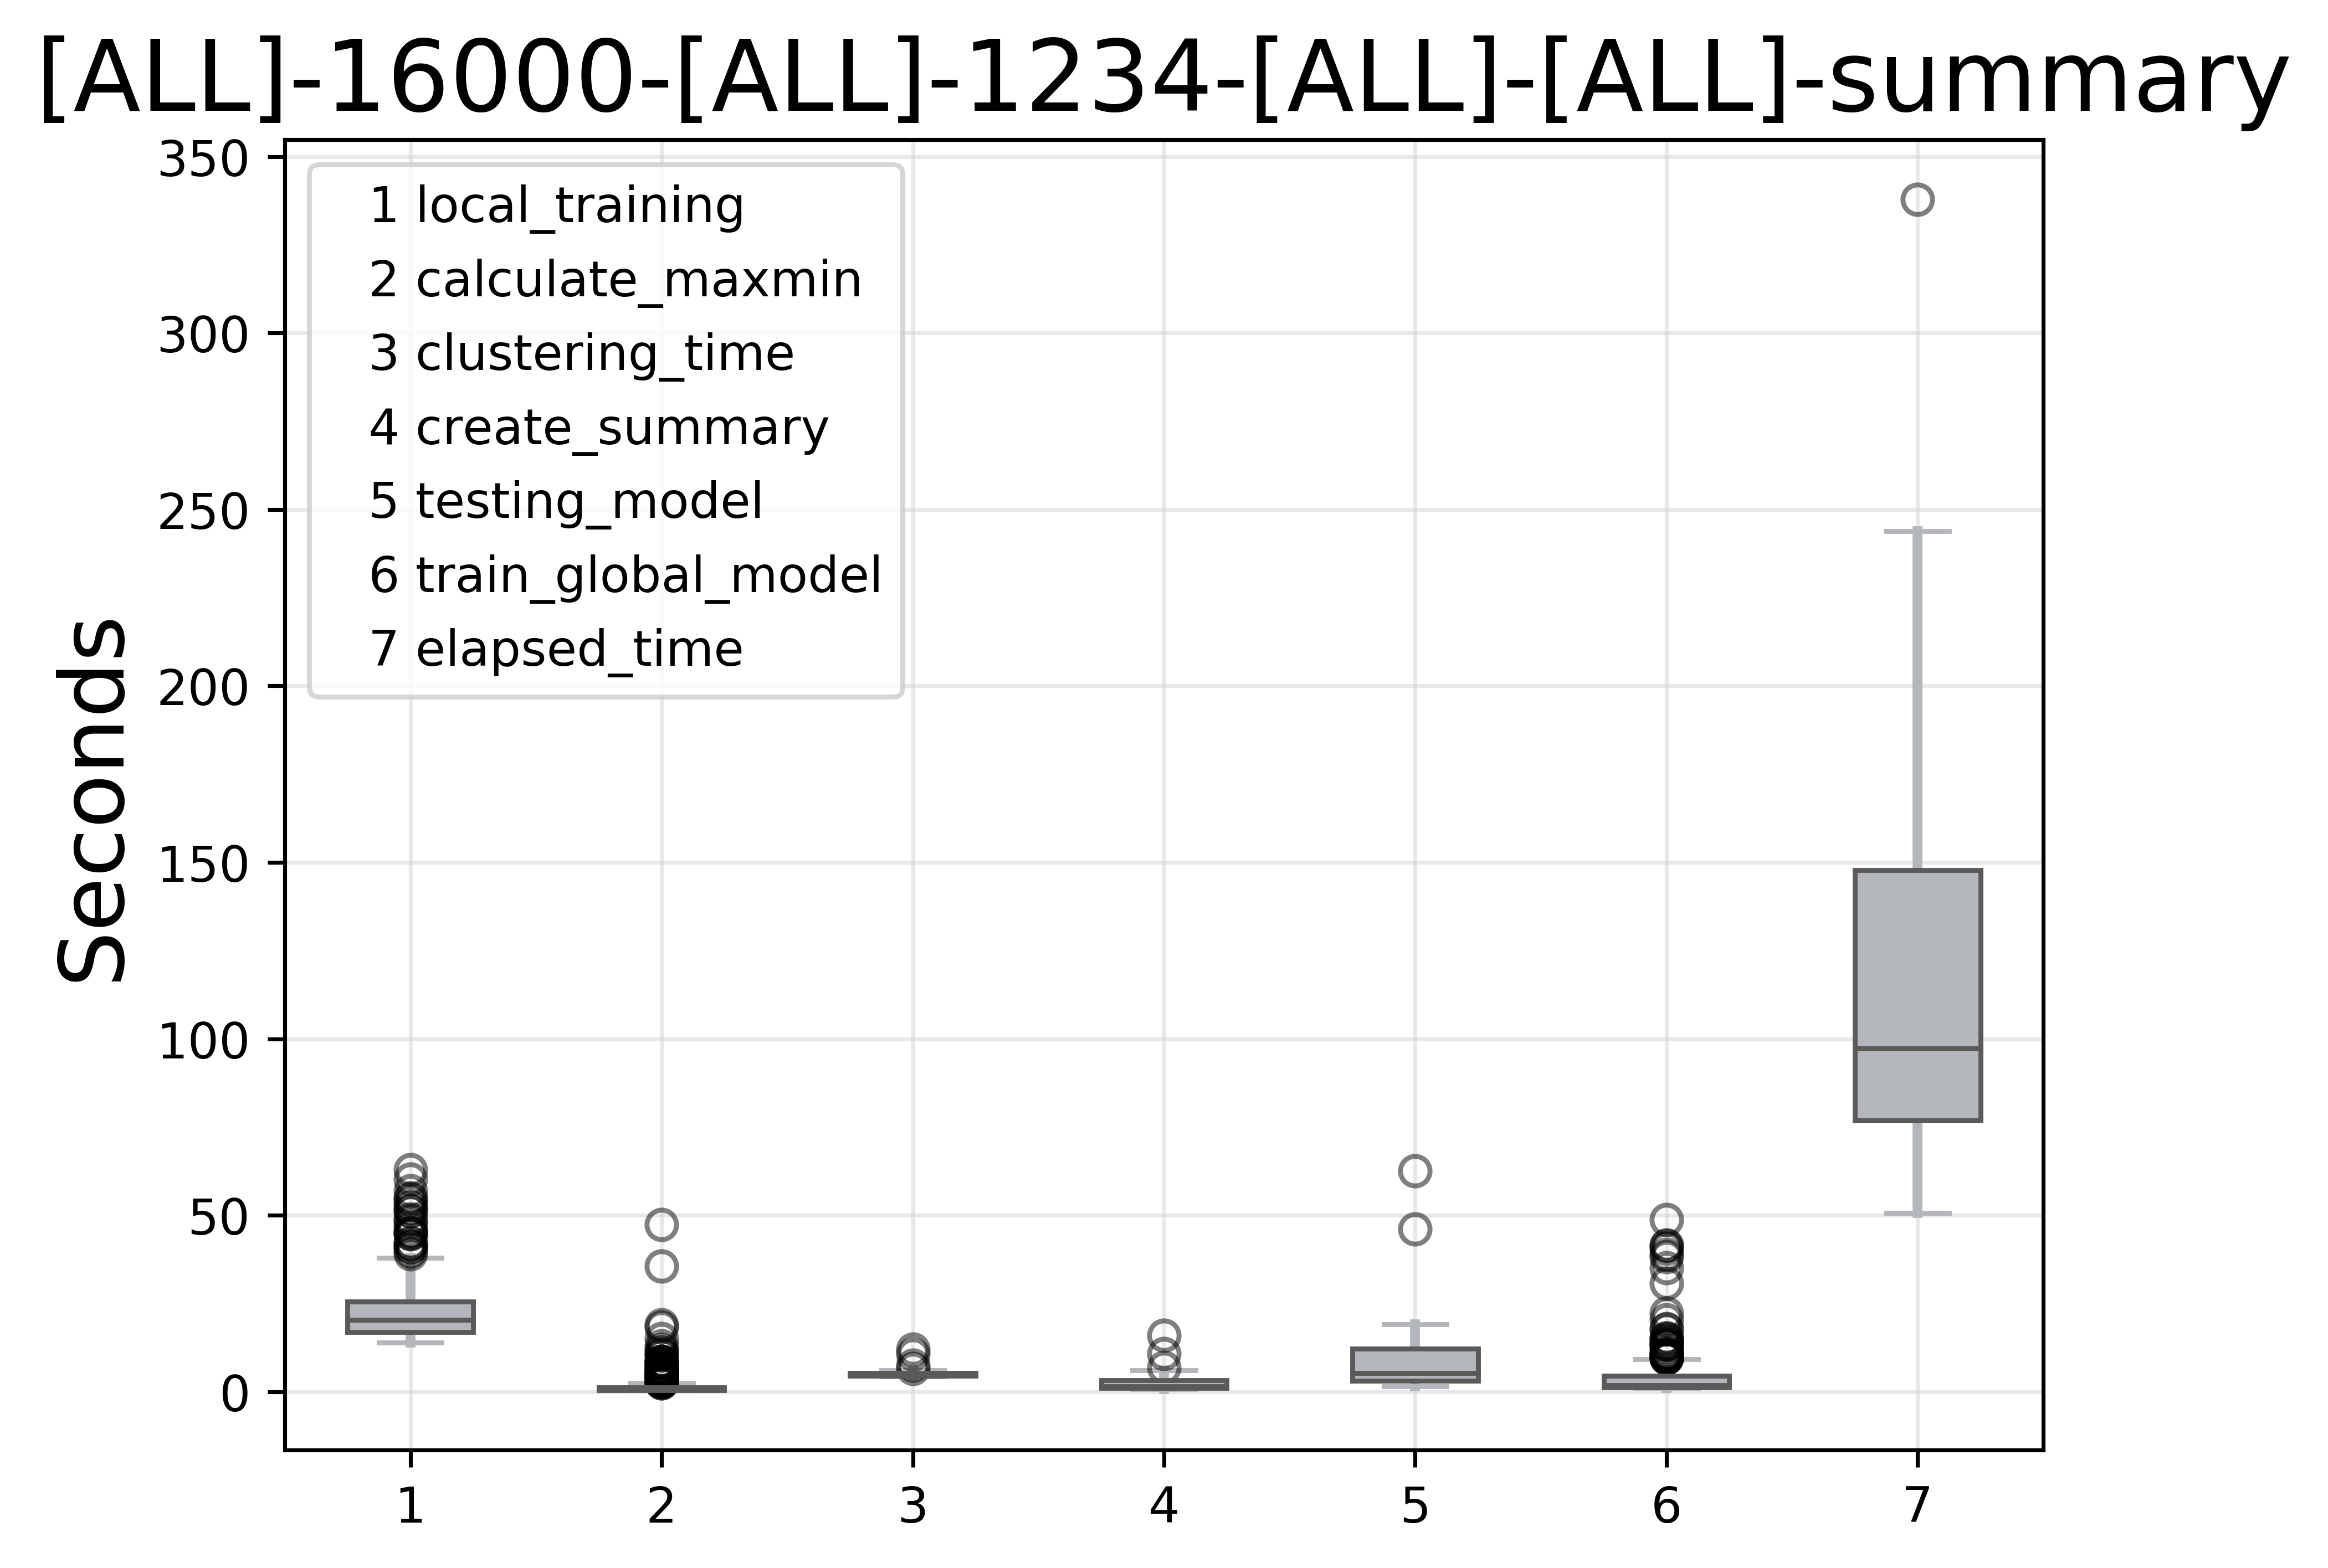 [ALL]-16000-[ALL]-1234-[ALL]-[ALL]-summary
Seconds
350
300
250
200
150
100
50
0
1 local_training
2 calculate_maxmin
3 clustering_time
4 create_summary
5 testing_model
6 train_global_model
7 elapsed_time
1 2 3 4 5 6 7